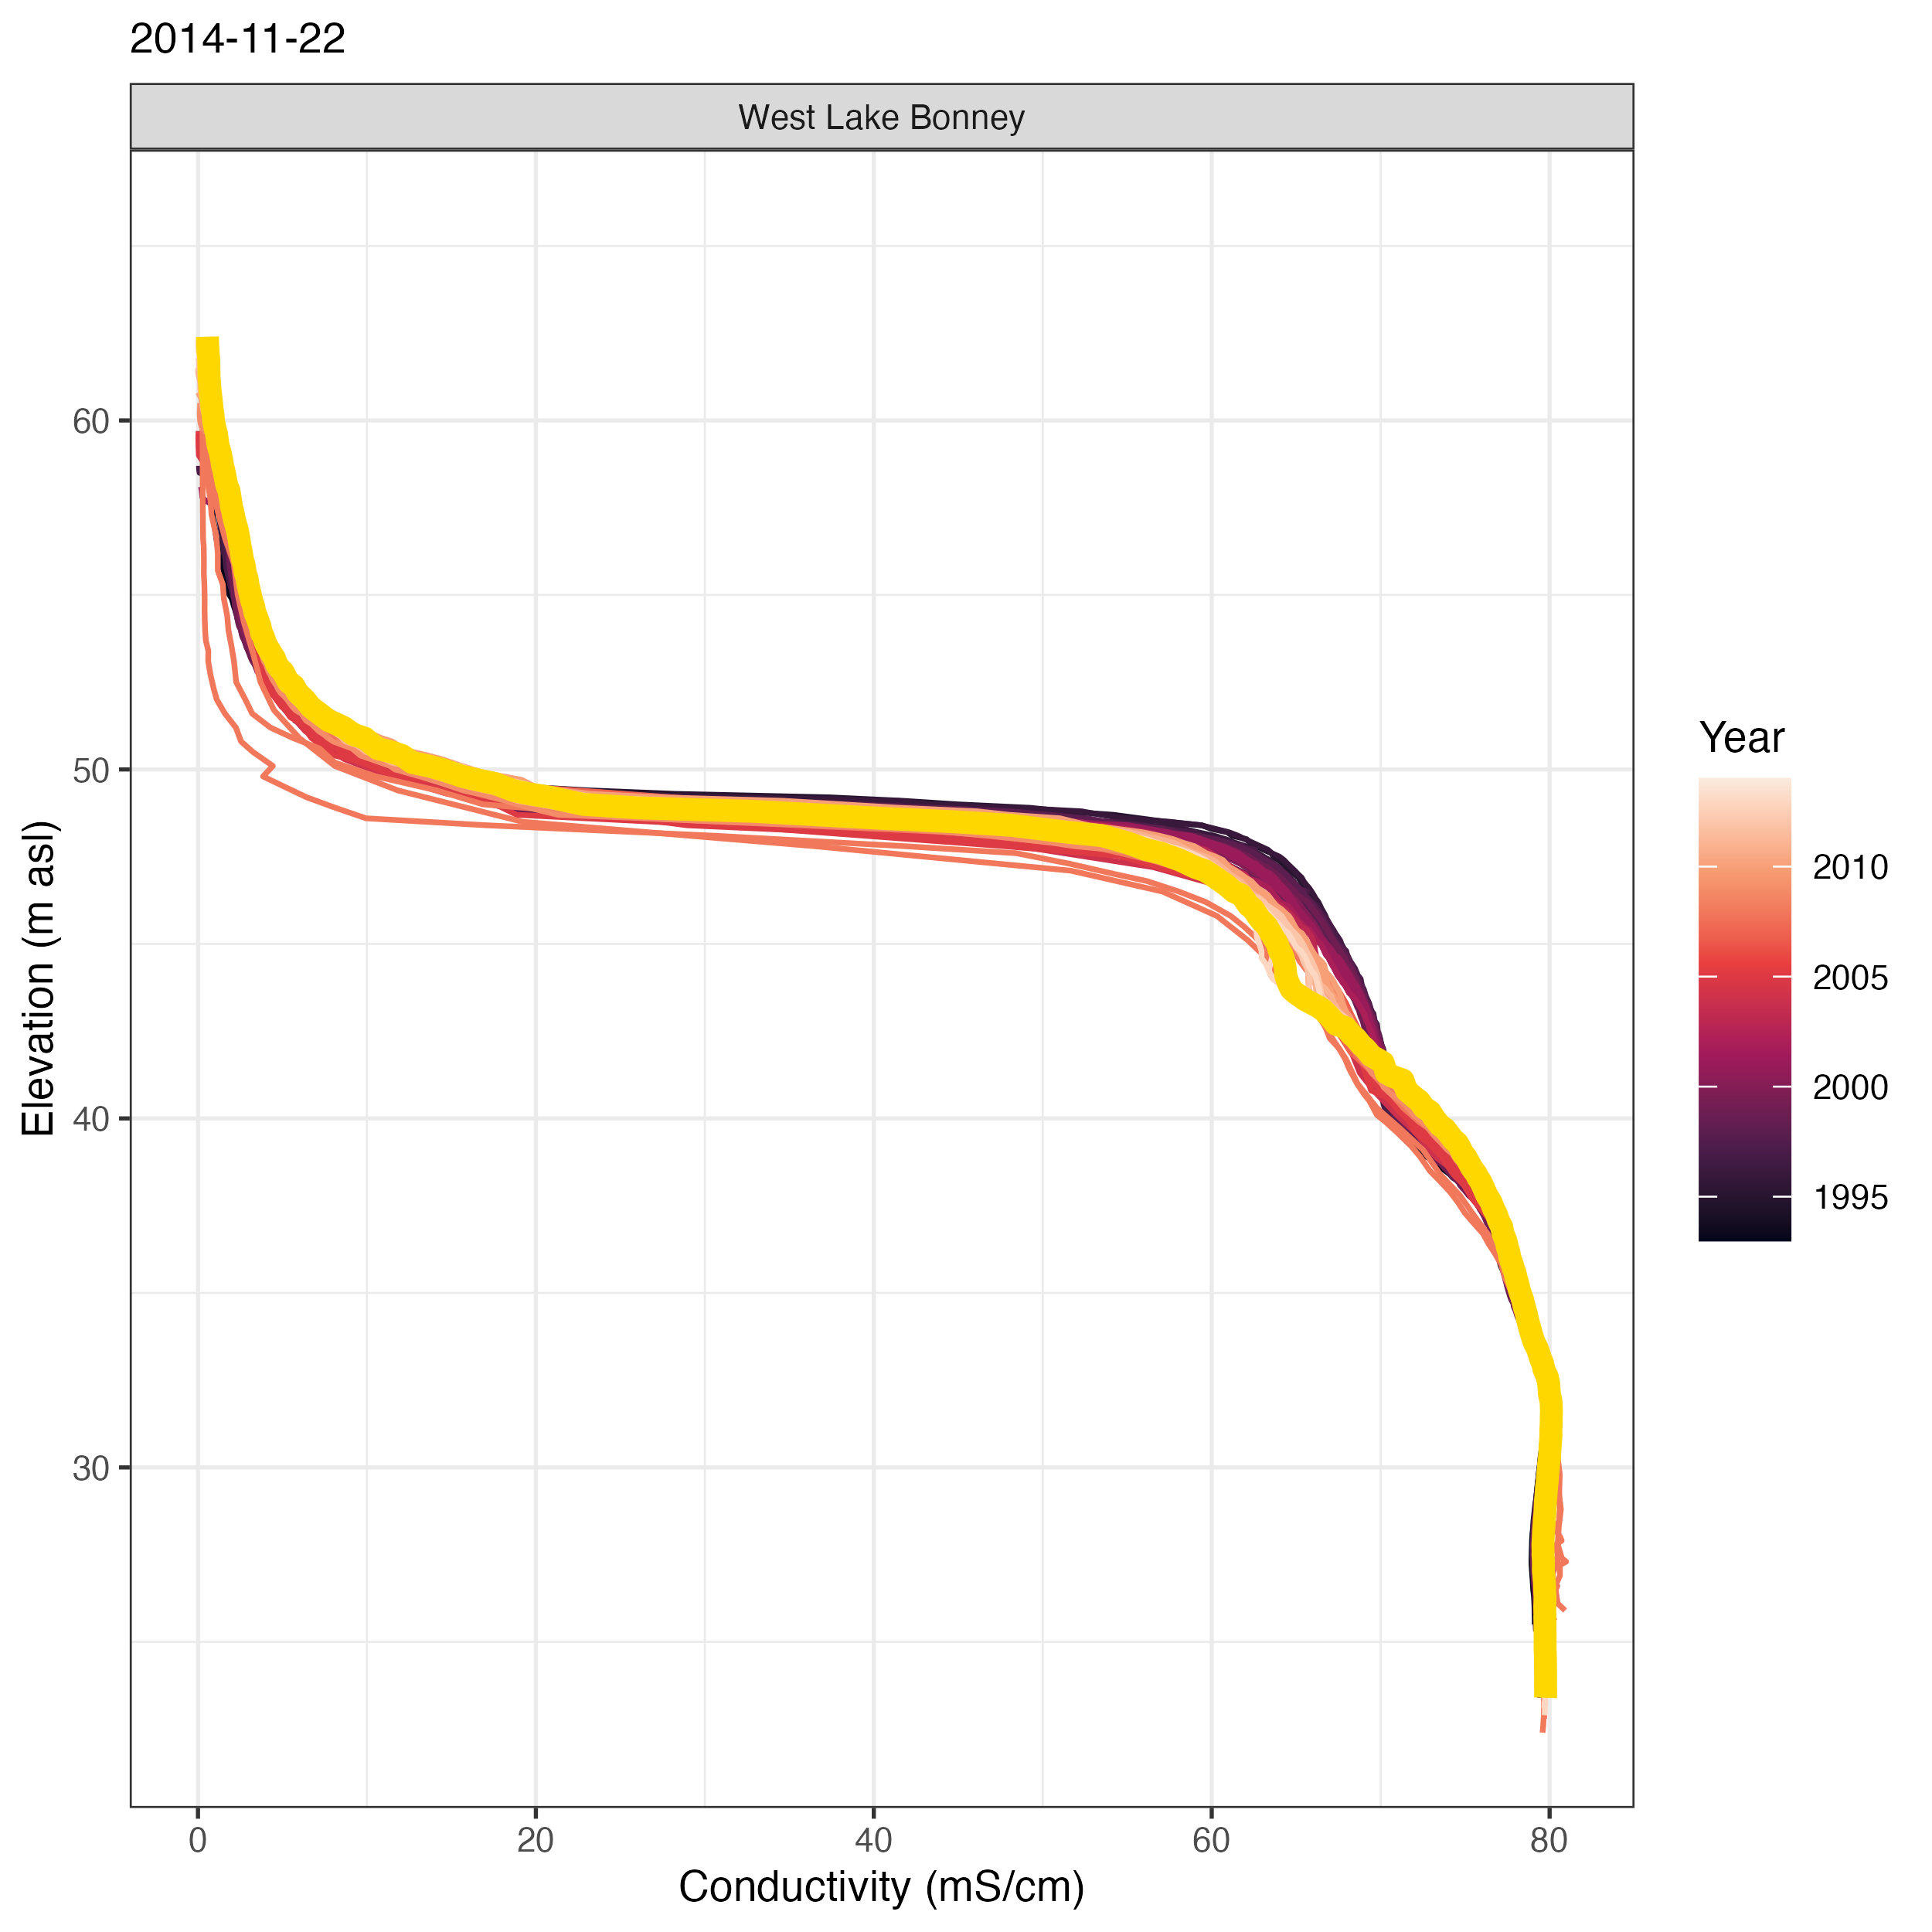 2014-11-22
West Lake Bonney
Elevation (m asl)
60
50
40
30
0 20 40 60 80
Conductivity (mS/cm)
Year
2010
2005
2000
1995